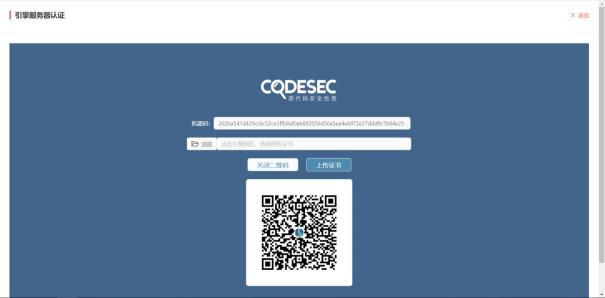 引擎服务器认证
× 退出
CODESEC
源代码安全检测
机器码:
浏览 点击左侧浏览，选择授权证书
关闭二维码 上传证书